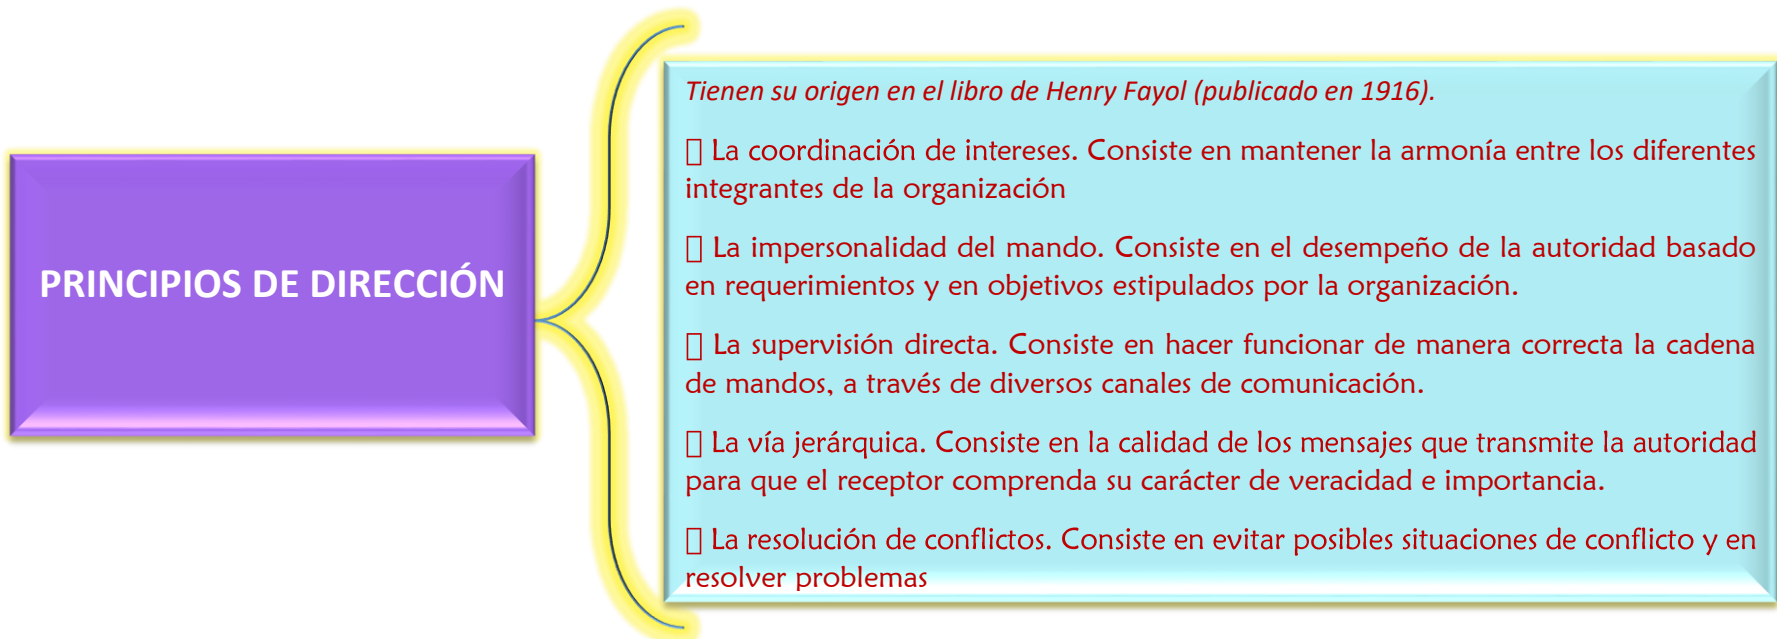 PRINCIPIOS DE DIRECCIÓN
Tienen su origen en el libro de Henry Fayol (publicado en 1916).
▯ La coordinación de intereses. Consiste en mantener la armonía entre los diferentes
integrantes de la organización
▯ La impersonalidad del mando. Consiste en el desempeño de la autoridad basado
en requerimientos y en objetivos estipulados por la organización.
▯ La supervisión directa. Consiste en hacer funcionar de manera correcta la cadena
de mandos, a través de diversos canales de comunicación.
▯ La vía jerárquica. Consiste en la calidad de los mensajes que transmite la autoridad
para que el receptor comprenda su carácter de veracidad e importancia.
▯ La resolución de conflictos. Consiste en evitar posibles situaciones de conflicto y en
resolver problemas